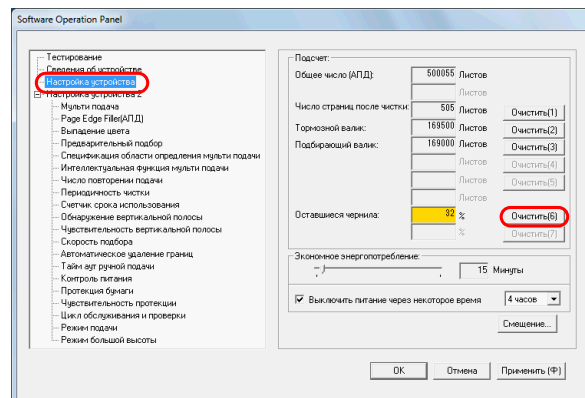 Software Operation Panel
Тестирование
Сведения об устройстве
Настройка устройства
Настройка устройства 2
Мульти подача
Page Edge Filler(АПД)
Выпадение цвета
Предварительный подбор
Спецификация области опредления мульти подачи
Интеллектуальная функция мульти подачи
Число повторении подачи
Периодичность чистки
Счетчик срока использования
Обнаружение вертикальной полосы
Чувствительность вертикальной полосы
Скорость подбора
Автоматическое удаление границ
Тайм аут ручной подачи
Контроль питания
Протекция бумаги
Чувствительность протекции
Цикл обслуживания и проверки
Режим подачи
Режим большой высоты
Подсчет:
Общее число (АПД): 500055 Листов
Листов
Число страниц после чистки: 505 Листов Очистить(1)
Тормозной валик: 169500 Листов Очистить(2)
Подбирающий валик: 169000 Листов Очистить(3)
Листов Очистить(4)
Листов Очистить(5)
Листов
Оставшиеся чернила: 32 % Очистить(6)
% Очистить(7)
Экономное энергопотребление:
15 Минуты
Выключить питание через некоторое время 4 часов
Смещение...
OK Отмена Применить (Ф)